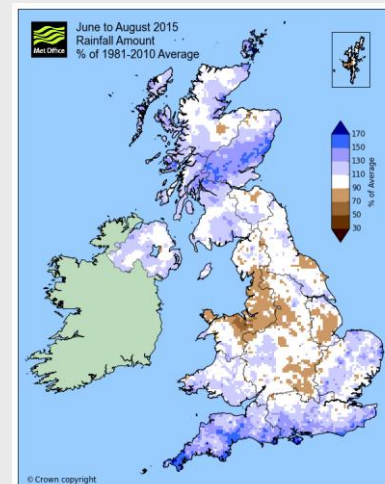 June to August 2015
Rainfall Amount
% of 1981-2010 Average
Met Office
170
150
130
110
90
70
50
30
% of Average
© Crown copyright